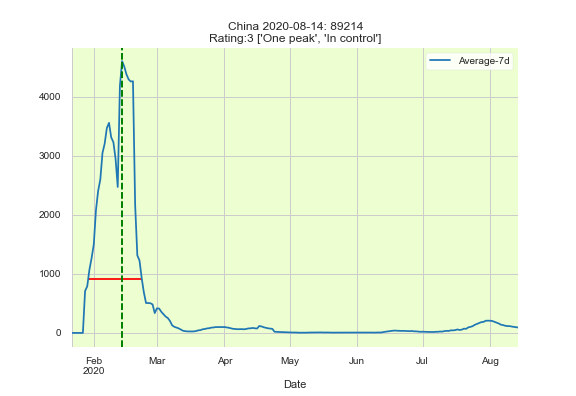 China 2020-08-14: 89214
Rating:3 ['One peak', 'In control']
Average-7d
4000
3000
2000
1000
0
Feb Mar Apr May Jun Jul Aug
2020
Date